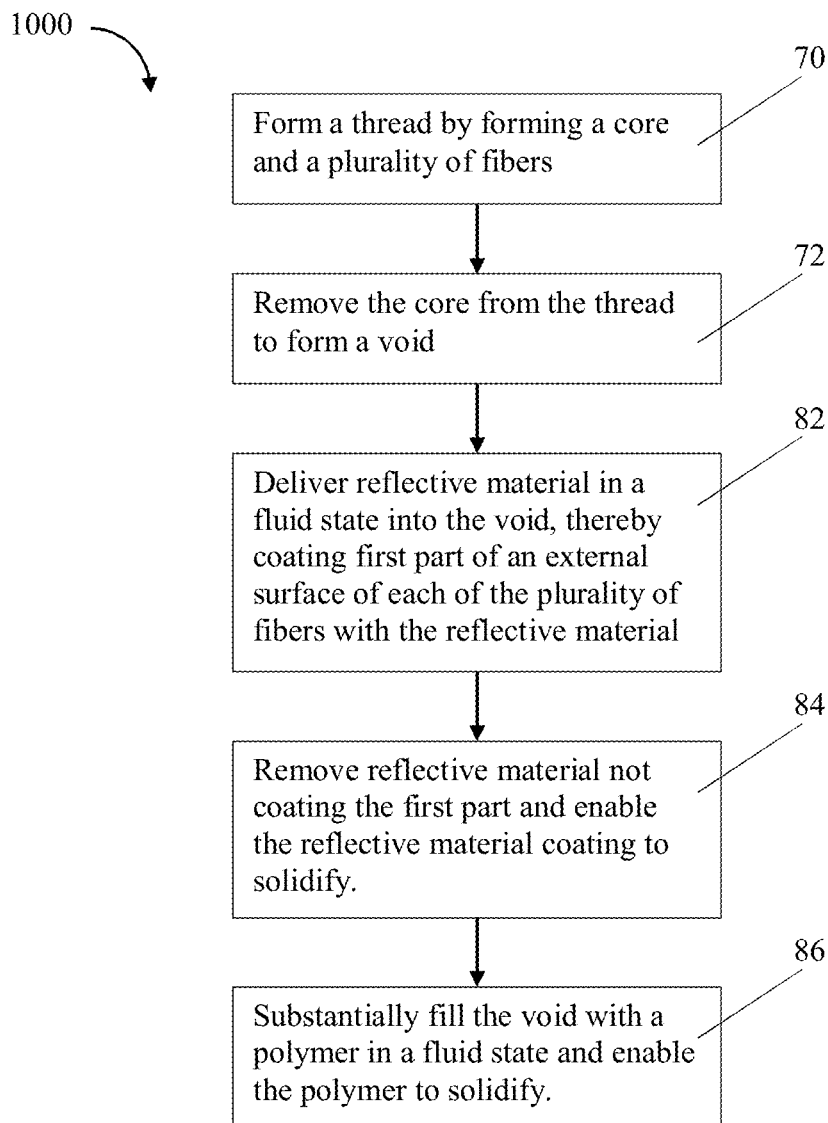 1000
70
Form a thread by forming a core
and a plurality of fibers
72
Remove the core from the thread
to form a void
82
Deliver reflective material in a
fluid state into the void, thereby
coating first part of an external
surface of each of the plurality of
fibers with the reflective material
84
Remove reflective material not
coating the first part and enable
the reflective material coating to
solidify.
86
Substantially fill the void with a
polymer in a fluid state and enable
the polymer to solidify.